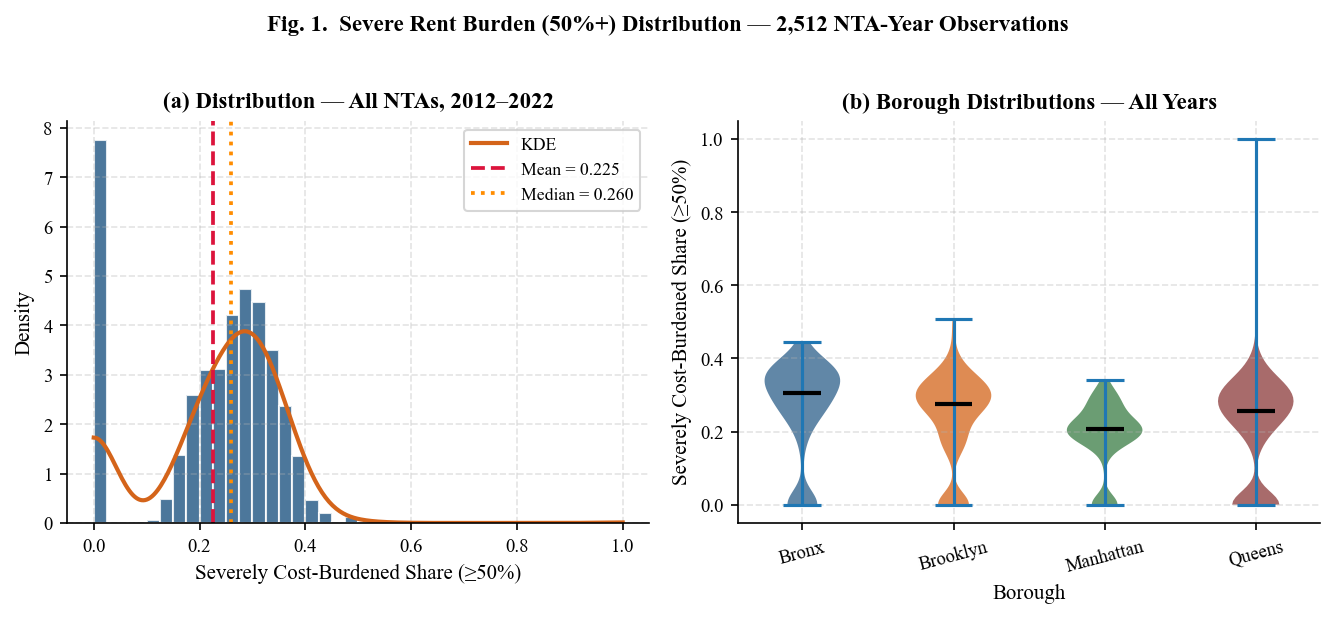 Fig. 1.  Severe Rent Burden (50%+) Distribution — 2,512 NTA-Year Observations
(a) Distribution — All NTAs, 2012–2022
Density
8
7
6
5
4
3
2
1
0
KDE
Mean = 0.225
Median = 0.260
0.0 0.2 0.4 0.6 0.8 1.0
Severely Cost-Burdened Share (≥50%)
(b) Borough Distributions — All Years
Severely Cost-Burdened Share (≥50%)
1.0
0.8
0.6
0.4
0.2
0.0
Bronx Brooklyn Manhattan Queens
Borough